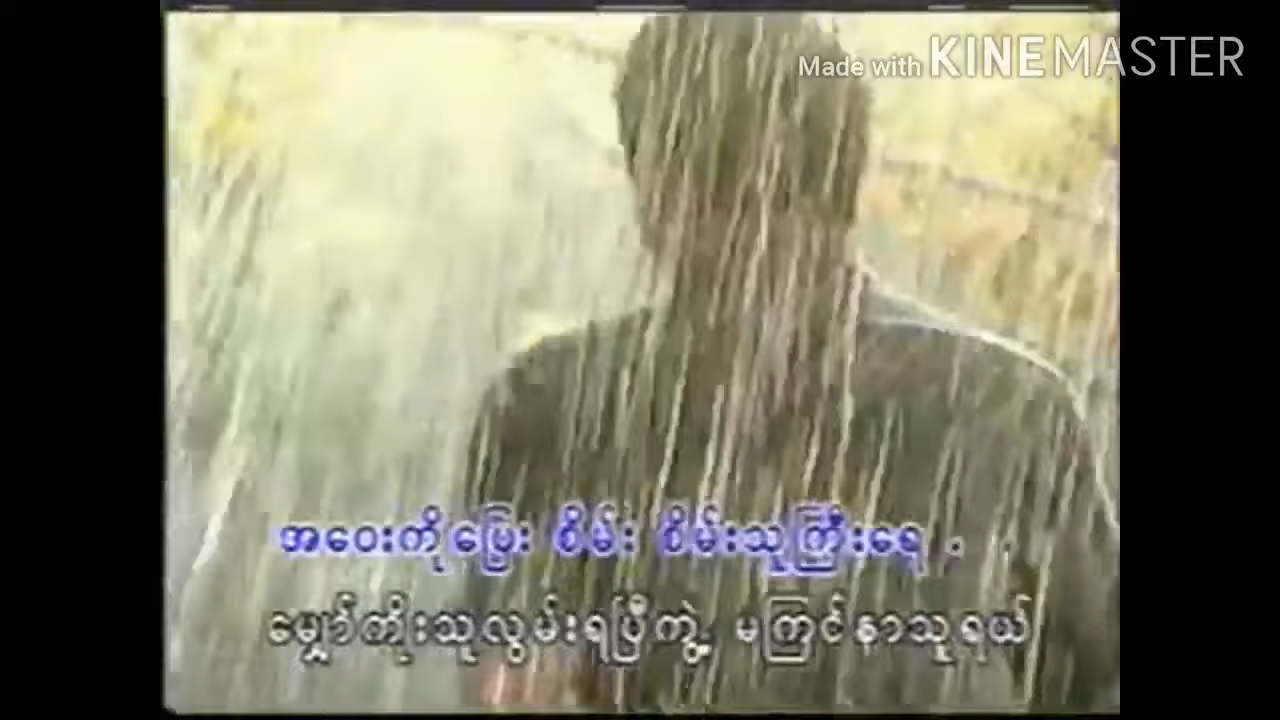 Made with KINEMASTER
အဝေးကိုပြေး စိမ်း စိမ်းသူကြီးရေ . .
မျှော်ကိုးသူလွမ်းရပြီကွဲ့ မကြင်နာသူရယ်